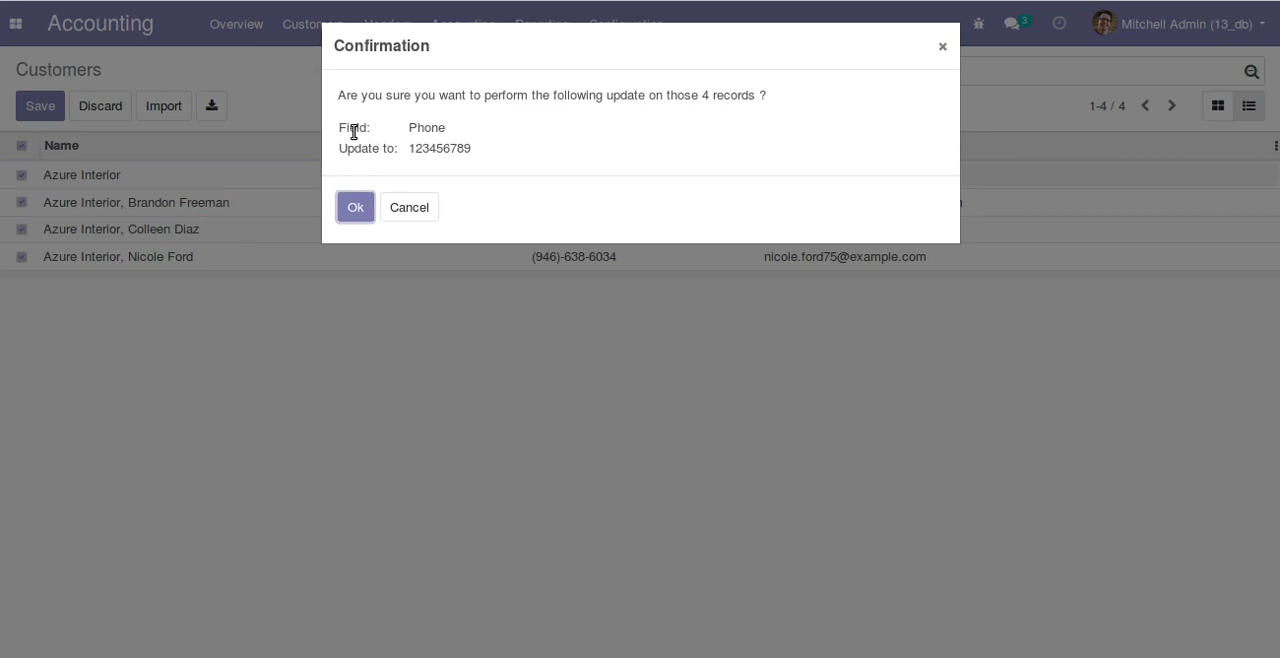 Accounting
Overview
3
Mitchell Admin (13_db)
Customers
Save
Discard
Import
1-4 / 4
Confirmation
×
Are you sure you want to perform the following update on those 4 records ?
Field: Phone
Update to: 123456789
Ok
Cancel
Name
Azure Interior
Azure Interior, Brandon Freeman
Azure Interior, Colleen Diaz
Azure Interior, Nicole Ford (946)-638-6034 nicole.ford75@example.com